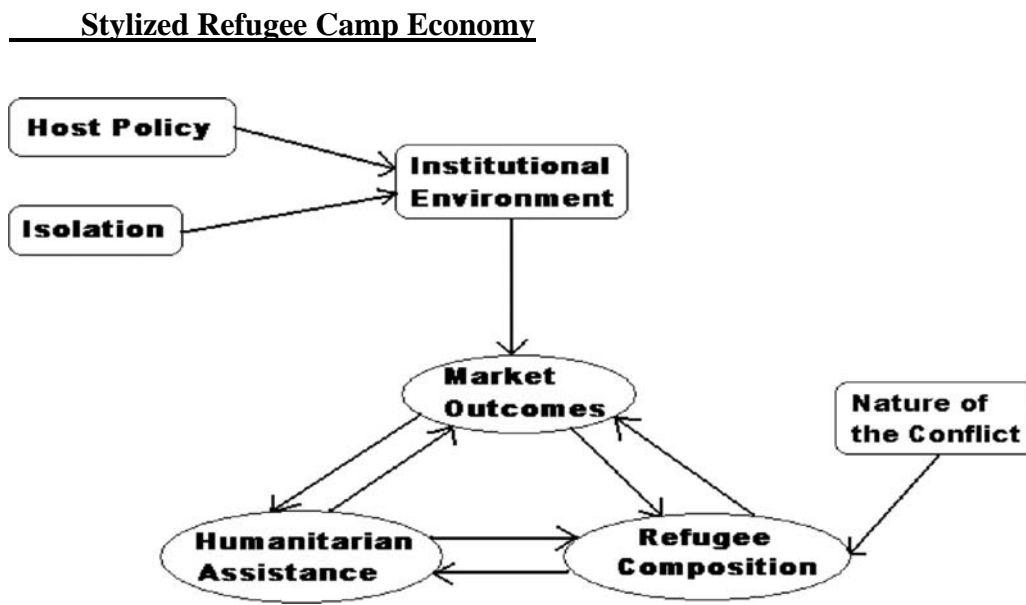 Stylized Refugee Camp Economy
Host Policy
Institutional
Environment
Isolation
Market
Outcomes
Nature of
the Conflict
Humanitarian
Assistance
Refugee
Composition